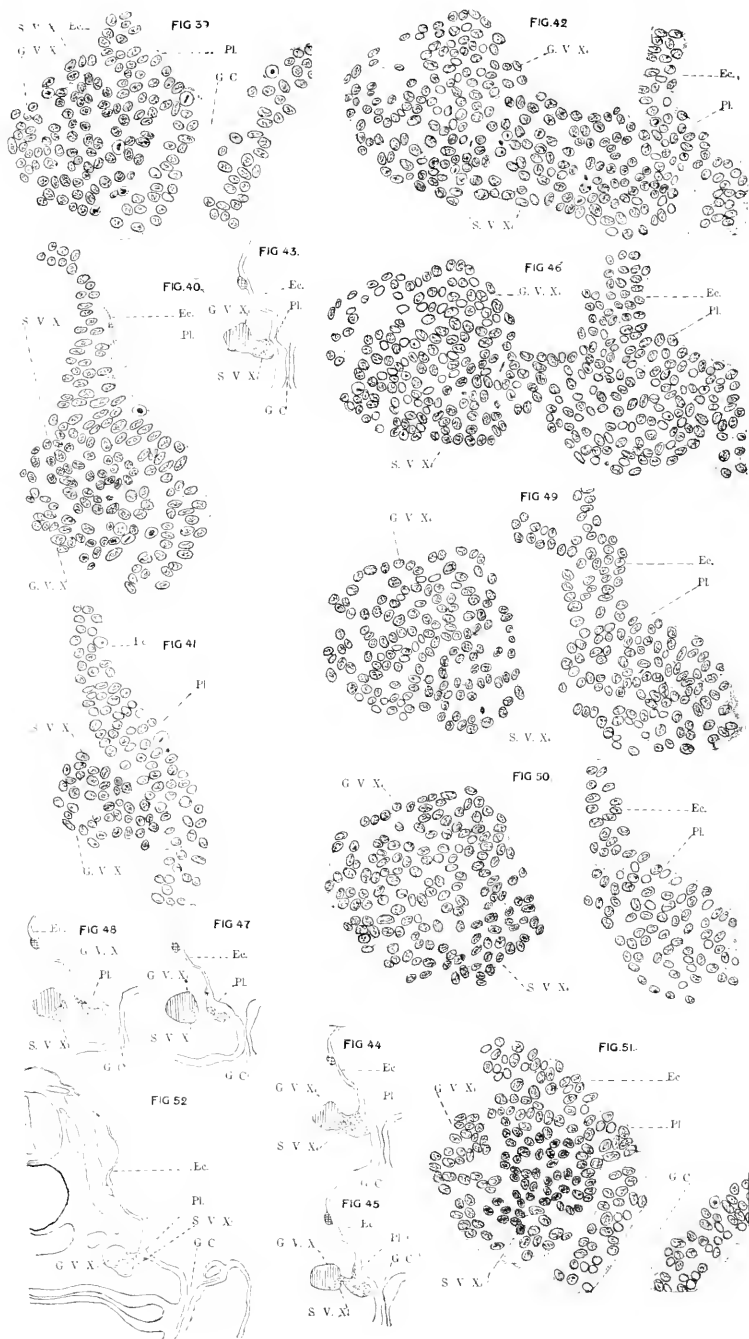 FIG 39
S V X Ec.
G V X
Pl.
G C
FIG.42
G. V X.
Ec.
Pl.
S. V X.
FIG.40.
S. V X
Ec.
Pl.
G. V. X
FIG 43.
Ec.
G V X.
Pl.
S V X.
G C
FIG 46.
G. V. X.
Ec.
Pl.
S. V X.
FIG 49
G V X.
Ec.
Pl.
S. V. X.
FIG 41
Pl
S V X
G. V. X
FIG 50.
G V X.
Ec.
Pl.
S V X.
FIG 48
Ec.
G V. X
Pl.
S. V X.
FIG 47
Ec.
G V X.
Pl.
S V X
G C
FIG 44
Ec
G V X.
Pl
S V X.
G C
FIG 45
Ec
G V. X
Pl.
G C
S V. X.
FIG.51.
Ec
G V X.
Pl
G C
S V X.
FIG 52
Ec.
Pl.
S V X.
G V X.
G C